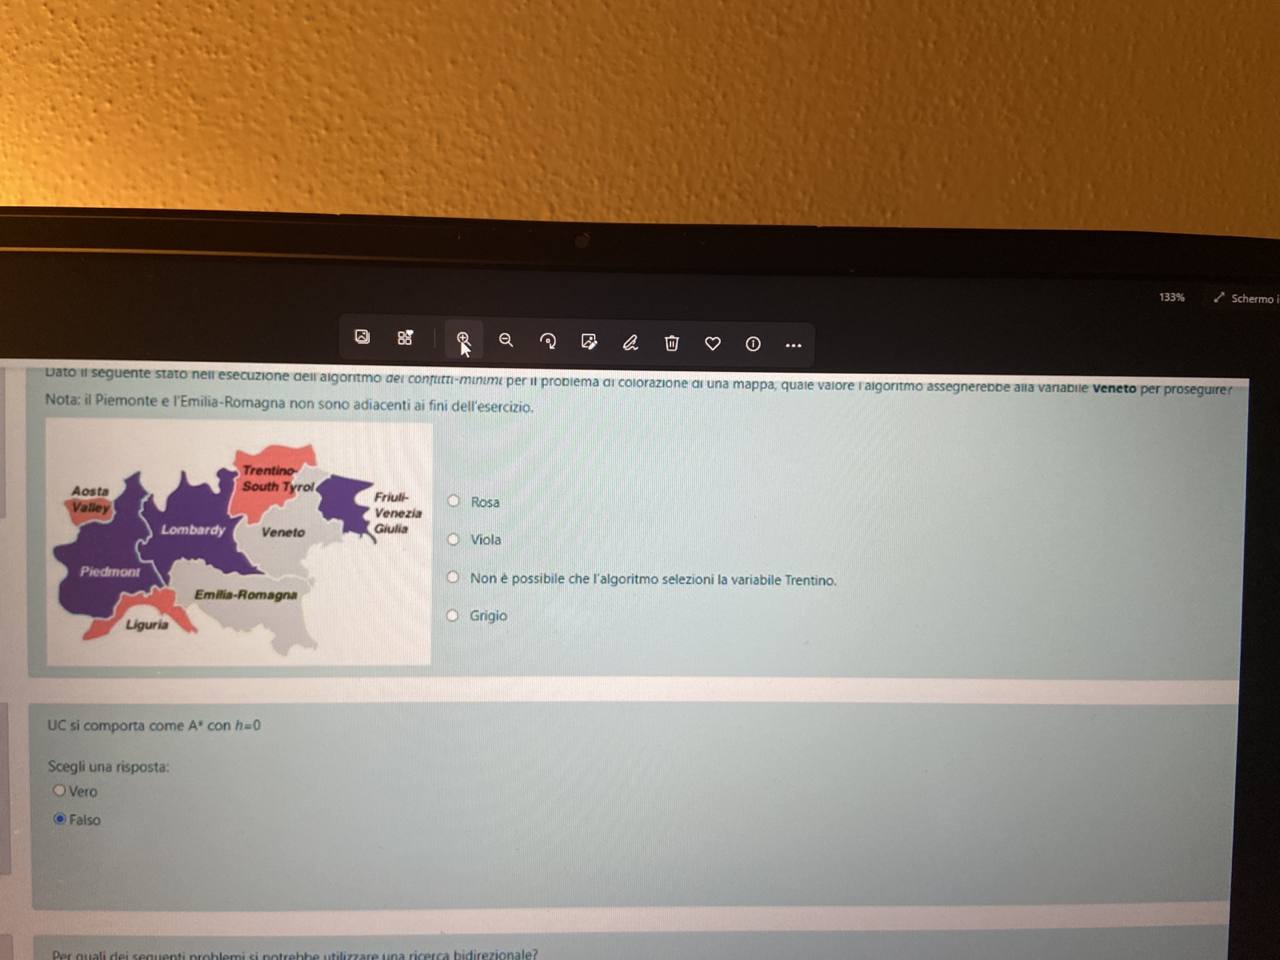 133%
Schermo i
Dato il seguente stato nell'esecuzione dell'algoritmo dei conflitti-minimi per il problema di colorazione di una mappa, quale valore l'algoritmo assegnerebbe alla variabile Veneto per proseguire?
Nota: il Piemonte e l'Emilia-Romagna non sono adiacenti ai fini dell'esercizio.
Trentino-
South Tyrol
Aosta
Valley
Friuli-
Venezia
Giulia
Lombardy
Veneto
Piedmont
Emilia-Romagna
Liguria
Rosa
Viola
Non è possibile che l'algoritmo selezioni la variabile Trentino.
Grigio
UC si comporta come A* con h=0
Scegli una risposta:
Vero
Falso
Per quali dei seguenti problemi si potrebbe utilizzare una ricerca bidirezionale?